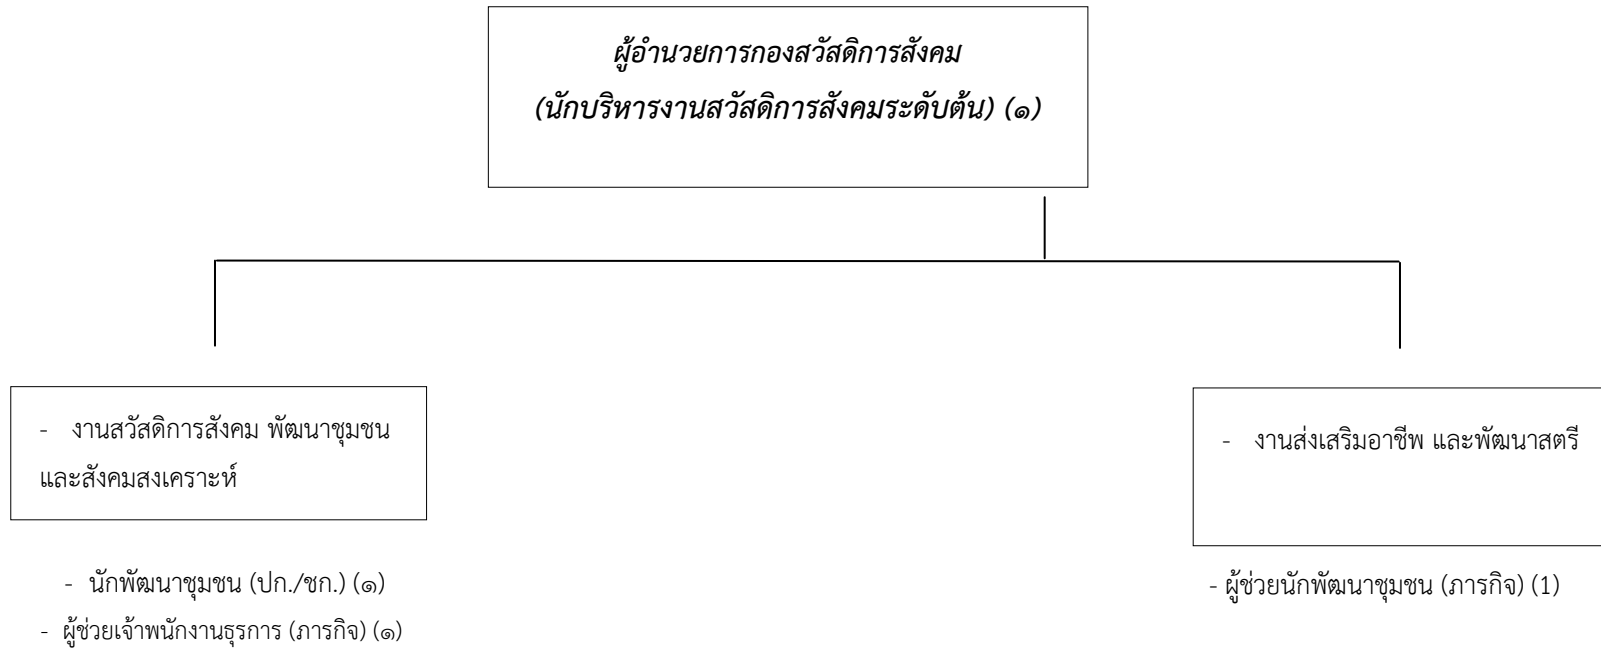 ผู้อำนวยการกองสวัสดิการสังคม
(นักบริหารงานสวัสดิการสังคมระดับต้น) (๑)
- งานสวัสดิการสังคม พัฒนาชุมชน
และสังคมสงเคราะห์
- นักพัฒนาชุมชน (ปก./ชก.) (๑)
- ผู้ช่วยเจ้าพนักงานธุรการ (ภารกิจ) (๑)
- งานส่งเสริมอาชีพ และพัฒนาสตรี
- ผู้ช่วยนักพัฒนาชุมชน (ภารกิจ) (1)